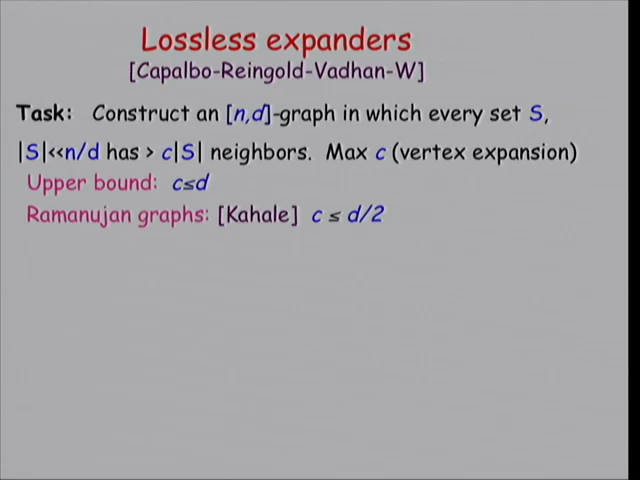 Lossless expanders
[Capalbo-Reingold-Vadhan-W]
Task: Construct an [n,d]-graph in which every set S,
|S|<<n/d has > c|S| neighbors. Max c (vertex expansion)
Upper bound: c≤d
Ramanujan graphs: [Kahale] c ≤ d/2